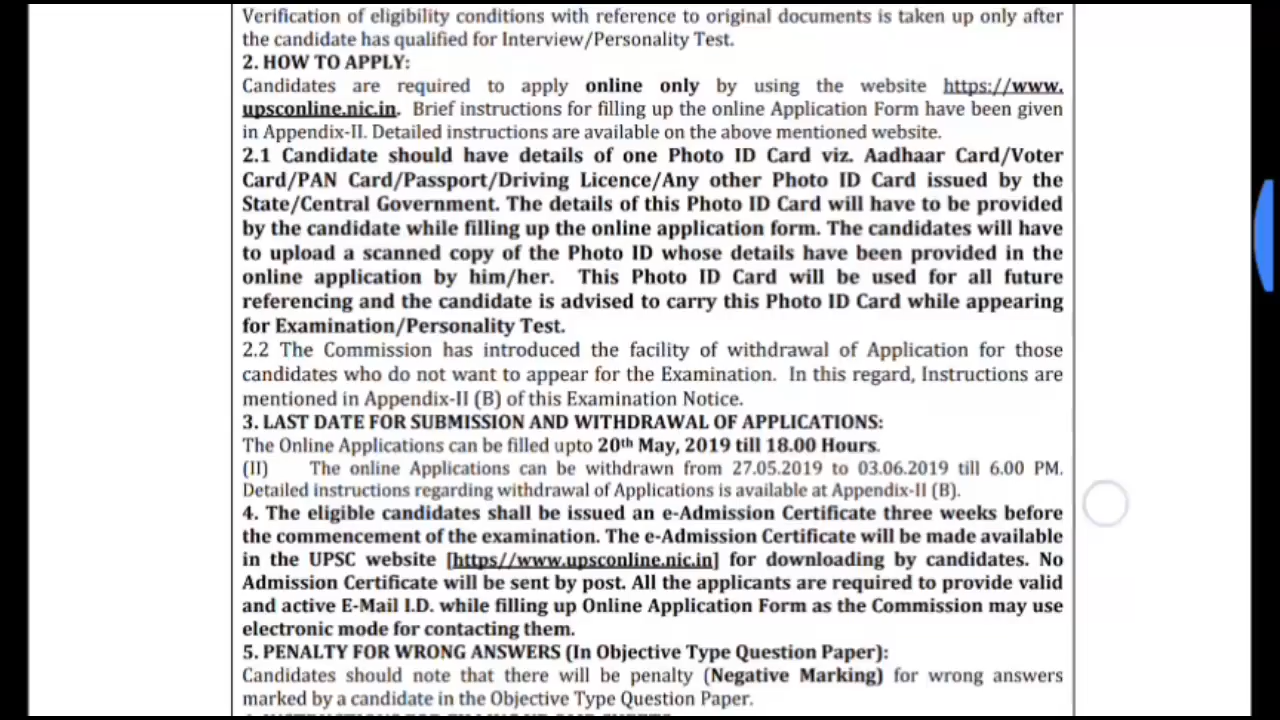 Verification of eligibility conditions with reference to original documents is taken up only after
the candidate has qualified for Interview/Personality Test.
2. HOW TO APPLY:
Candidates are required to apply online only by using the website https://www.
upsconline.nic.in. Brief instructions for filling up the online Application Form have been given
in Appendix-II. Detailed instructions are available on the above mentioned website.
2.1 Candidate should have details of one Photo ID Card viz. Aadhaar Card/Voter
Card/PAN Card/Passport/Driving Licence/Any other Photo ID Card issued by the
State/Central Government. The details of this Photo ID Card will have to be provided
by the candidate while filling up the online application form. The candidates will have
to upload a scanned copy of the Photo ID whose details have been provided in the
online application by him/her. This Photo ID Card will be used for all future
referencing and the candidate is advised to carry this Photo ID Card while appearing
for Examination/Personality Test.
2.2 The Commission has introduced the facility of withdrawal of Application for those
candidates who do not want to appear for the Examination. In this regard, Instructions are
mentioned in Appendix-II (B) of this Examination Notice.
3. LAST DATE FOR SUBMISSION AND WITHDRAWAL OF APPLICATIONS:
The Online Applications can be filled upto 20th May, 2019 till 18.00 Hours.
(II) The online Applications can be withdrawn from 27.05.2019 to 03.06.2019 till 6.00 PM.
Detailed instructions regarding withdrawal of Applications is available at Appendix-II (B).
4. The eligible candidates shall be issued an e-Admission Certificate three weeks before
the commencement of the examination. The e-Admission Certificate will be made available
in the UPSC website [https//www.upsconline.nic.in] for downloading by candidates. No
Admission Certificate will be sent by post. All the applicants are required to provide valid
and active E-Mail I.D. while filling up Online Application Form as the Commission may use
electronic mode for contacting them.
5. PENALTY FOR WRONG ANSWERS (In Objective Type Question Paper):
Candidates should note that there will be penalty (Negative Marking) for wrong answers
marked by a candidate in the Objective Type Question Paper.